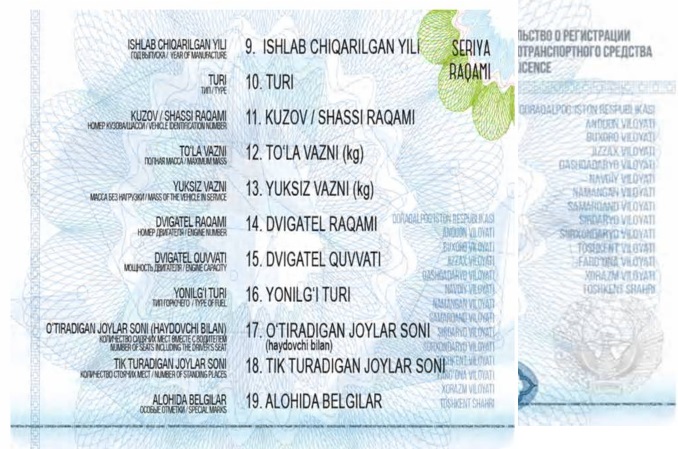 ISHLAB CHIQARILGAN YILI
ГОД ВЫПУСКА / YEAR OF MANUFACTURE
9. ISHLAB CHIQARILGAN YILI
SERIYA
RAQAMI
TURI
ТИП / TYPE
10. TURI
KUZOV / SHASSI RAQAMI
НОМЕР КУЗОВА/ШАССИ / VEHICLE IDENTIFICATION NUMBER
11. KUZOV / SHASSI RAQAMI
TO'LA VAZNI
ПОЛНАЯ МАССА / MAXIMUM MASS
12. TO'LA VAZNI (kg)
YUKSIZ VAZNI
МАССА БЕЗ НАГРУЗКИ / MASS OF THE VEHICLE IN SERVICE
13. YUKSIZ VAZNI (kg)
DVIGATEL RAQAMI
НОМЕР ДВИГАТЕЛЯ / ENGINE NUMBER
14. DVIGATEL RAQAMI
DVIGATEL QUVVATI
МОЩНОСТЬ ДВИГАТЕЛЯ / ENGINE CAPACITY
15. DVIGATEL QUVVATI
YONILG'I TURI
ТИП ГОРЮЧЕГО / TYPE OF FUEL
16. YONILG'I TURI
O'TIRADIGAN JOYLAR SONI (HAYDOVCHI BILAN)
КОЛИЧЕСТВО СИДЯЧИХ МЕСТ ВМЕСТЕ С ВОДИТЕЛЕМ
NUMBER OF SEATS INCLUDING THE DRIVER'S SEAT
17. O'TIRADIGAN JOYLAR SONI
(haydovchi bilan)
TIK TURADIGAN JOYLAR SONI
КОЛИЧЕСТВО СТОЯЧИХ МЕСТ / NUMBER OF STANDING PLACES
18. TIK TURADIGAN JOYLAR SONI
ALOHIDA BELGILAR
ОСОБЫЕ ОТМЕТКИ / SPECIAL MARKS
19. ALOHIDA BELGILAR
QORAQALPOG'ISTON RESPUBLIKASI
ANDIJON VILOYATI
BUXORO VILOYATI
JIZZAX VILOYATI
QASHQADARYO VILOYATI
NAVOIY VILOYATI
NAMANGAN VILOYATI
SAMARQAND VILOYATI
SIRDARYO VILOYATI
SURXONDARYO VILOYATI
TOSHKENT VILOYATI
FARG'ONA VILOYATI
XORAZM VILOYATI
TOSHKENT SHAHRI
ЛЬСТВО О РЕГИСТРАЦИИ
ОТРАНСПОРТНОГО СРЕДСТВА
ICENCE
QORAQALPOG'ISTON RESPUBLIKASI
ANDIJON VILOYATI
BUXORO VILOYATI
JIZZAX VILOYATI
QASHQADARYO VILOYATI
NAVOIY VILOYATI
NAMANGAN VILOYATI
SAMARQAND VILOYATI
SIRDARYO VILOYATI
SURXONDARYO VILOYATI
TOSHKENT VILOYATI
FARG'ONA VILOYATI
XORAZM VILOYATI
TOSHKENT SHAHRI